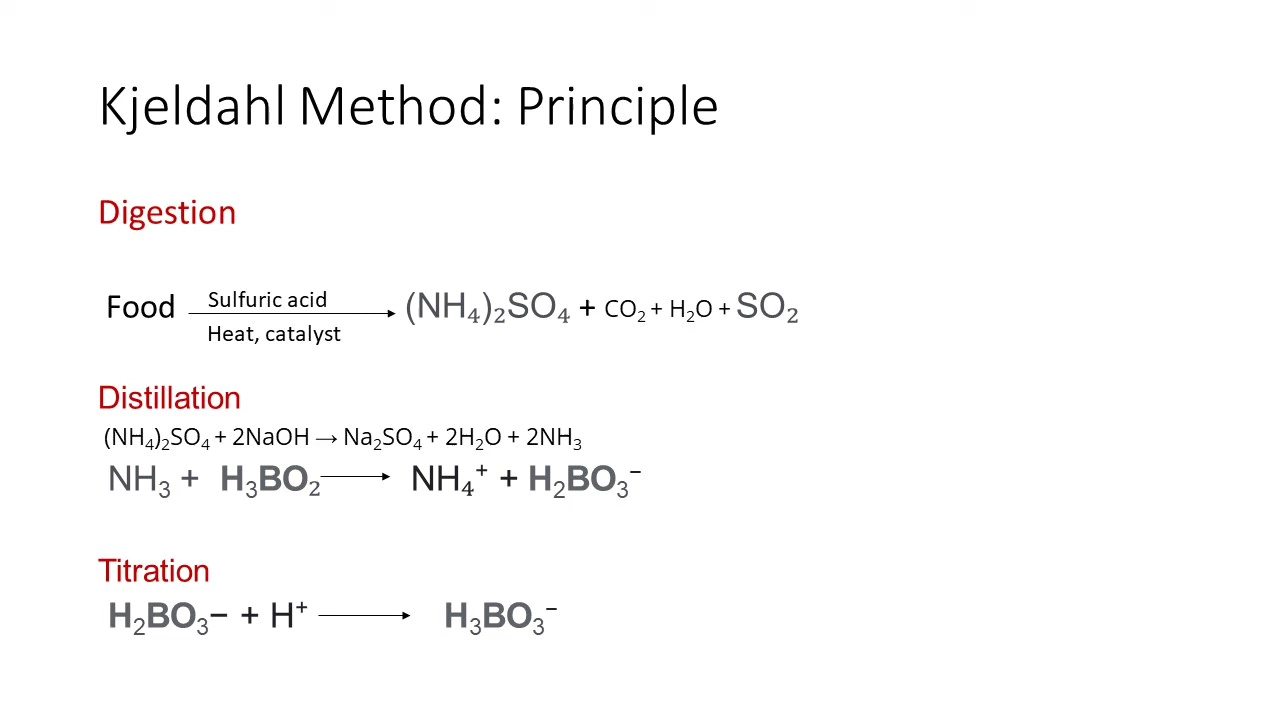 Kjeldahl Method: Principle
Digestion
Sulfuric acid
Food → (NH₄)₂SO₄ + CO₂ + H₂O + SO₂
Heat, catalyst
Distillation
(NH₄)₂SO₄ + 2NaOH → Na₂SO₄ + 2H₂O + 2NH₃
NH₃ + H₃BO₂ → NH₄⁺ + H₂BO₃⁻
Titration
H₂BO₃− + H⁺ → H₃BO₃⁻